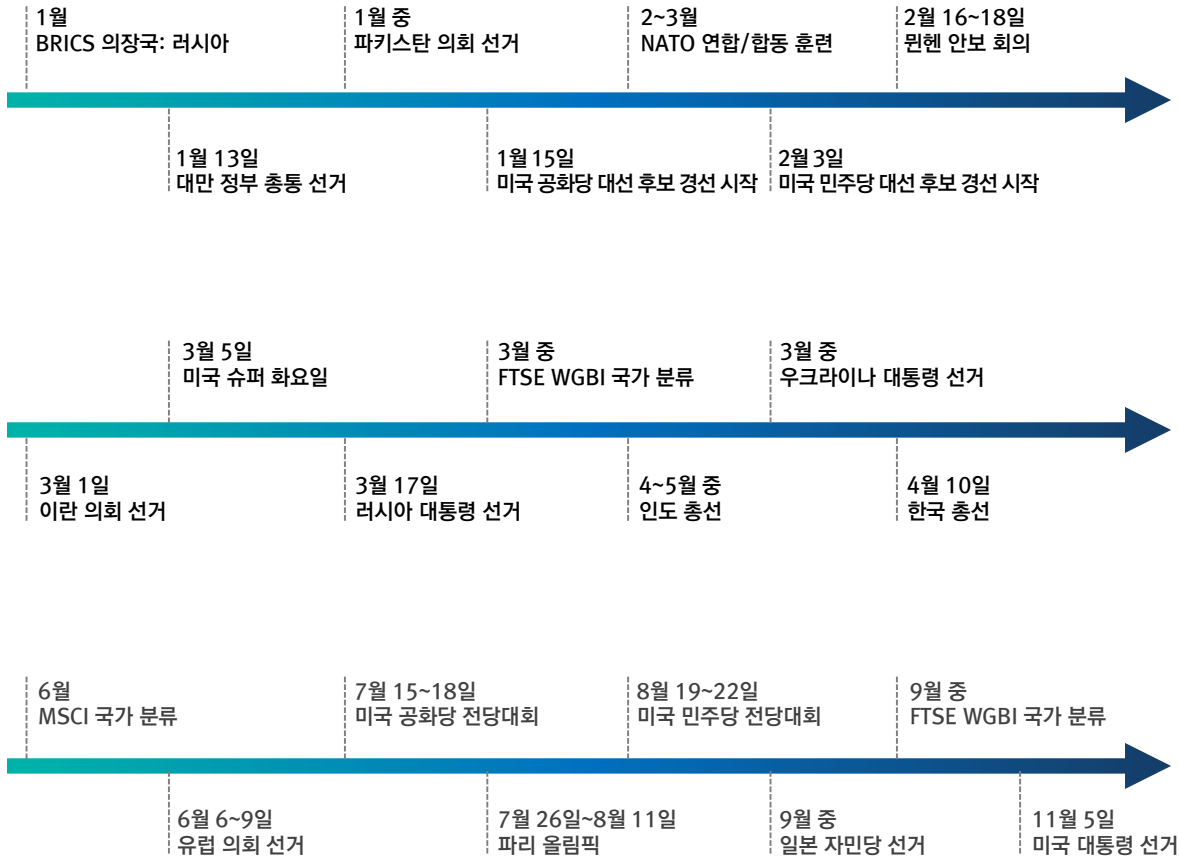 1월
BRICS 의장국: 러시아
1월 중
파키스탄 의회 선거
2~3월
NATO 연합/합동 훈련
2월 16~18일
뮌헨 안보 회의
1월 13일
대만 정부 총통 선거
1월 15일
미국 공화당 대선 후보 경선 시작
2월 3일
미국 민주당 대선 후보 경선 시작
3월 5일
미국 슈퍼 화요일
3월 중
FTSE WGBI 국가 분류
3월 중
우크라이나 대통령 선거
3월 1일
이란 의회 선거
3월 17일
러시아 대통령 선거
4~5월 중
인도 총선
4월 10일
한국 총선
6월
MSCI 국가 분류
7월 15~18일
미국 공화당 전당대회
8월 19~22일
미국 민주당 전당대회
9월 중
FTSE WGBI 국가 분류
6월 6~9일
유럽 의회 선거
7월 26일~8월 11일
파리 올림픽
9월 중
일본 자민당 선거
11월 5일
미국 대통령 선거